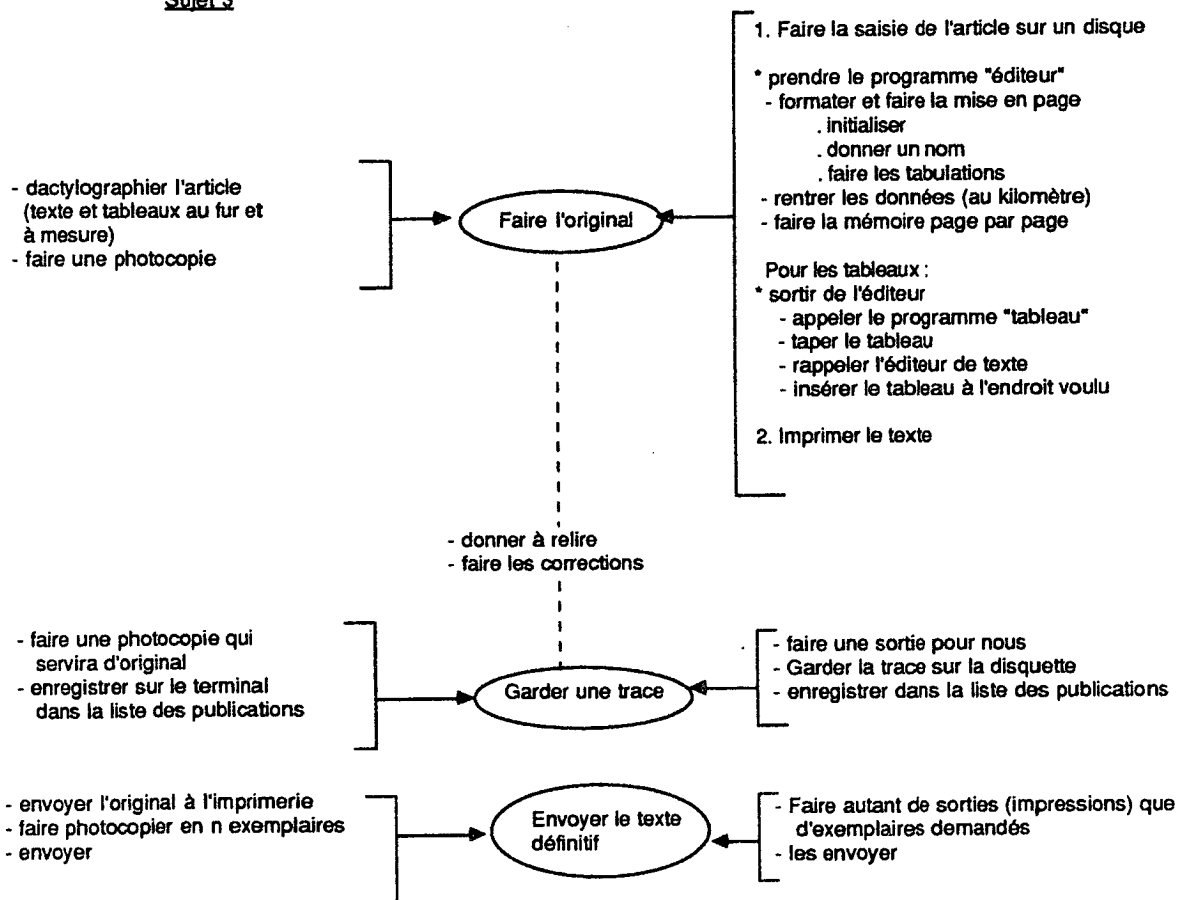 Sujet 3
1. Faire la saisie de l'article sur un disque
* prendre le programme "éditeur"
- formater et faire la mise en page
. initialiser
. donner un nom
. faire les tabulations
- rentrer les données (au kilomètre)
- faire la mémoire page par page
Pour les tableaux :
* sortir de l'éditeur
- appeler le programme "tableau"
- taper le tableau
- rappeler l'éditeur de texte
- insérer le tableau à l'endroit voulu
2. Imprimer le texte
- dactylographier l'article
(texte et tableaux au fur et
à mesure)
- faire une photocopie
Faire l'original
- donner à relire
- faire les corrections
- faire une photocopie qui
servira d'original
- enregistrer sur le terminal
dans la liste des publications
Garder une trace
- faire une sortie pour nous
- Garder la trace sur la disquette
- enregistrer dans la liste des publications
- envoyer l'original à l'imprimerie
- faire photocopier en n exemplaires
- envoyer
Envoyer le texte
définitif
- Faire autant de sorties (impressions) que
d'exemplaires demandés
- les envoyer